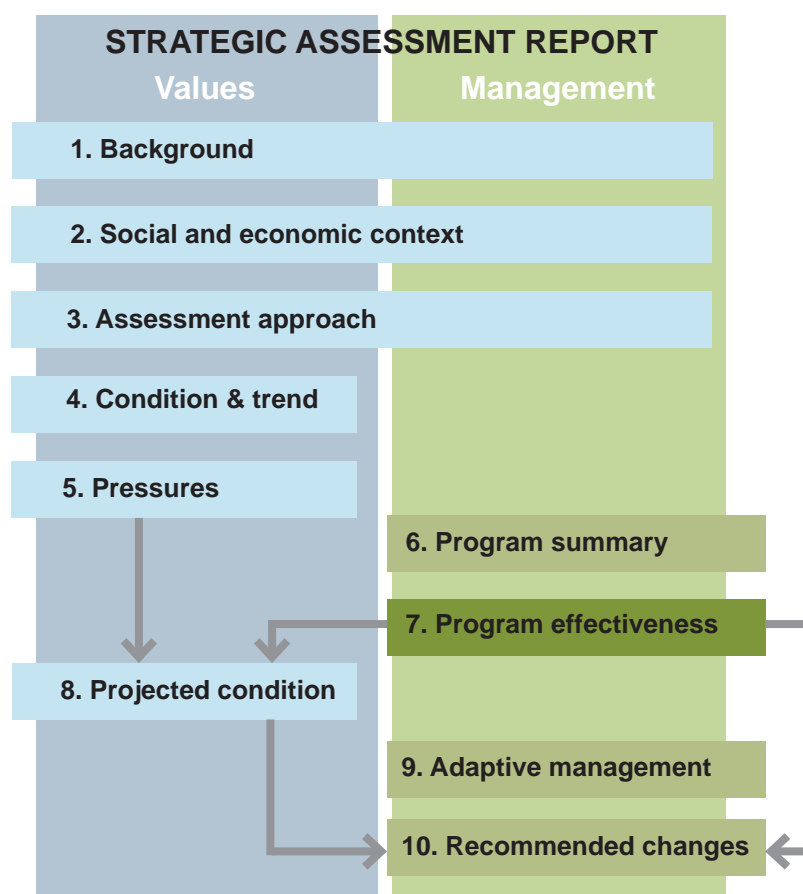 STRATEGIC ASSESSMENT REPORT
Values
Management
1. Background
2. Social and economic context
3. Assessment approach
4. Condition & trend
5. Pressures
6. Program summary
7. Program effectiveness
8. Projected condition
9. Adaptive management
10. Recommended changes